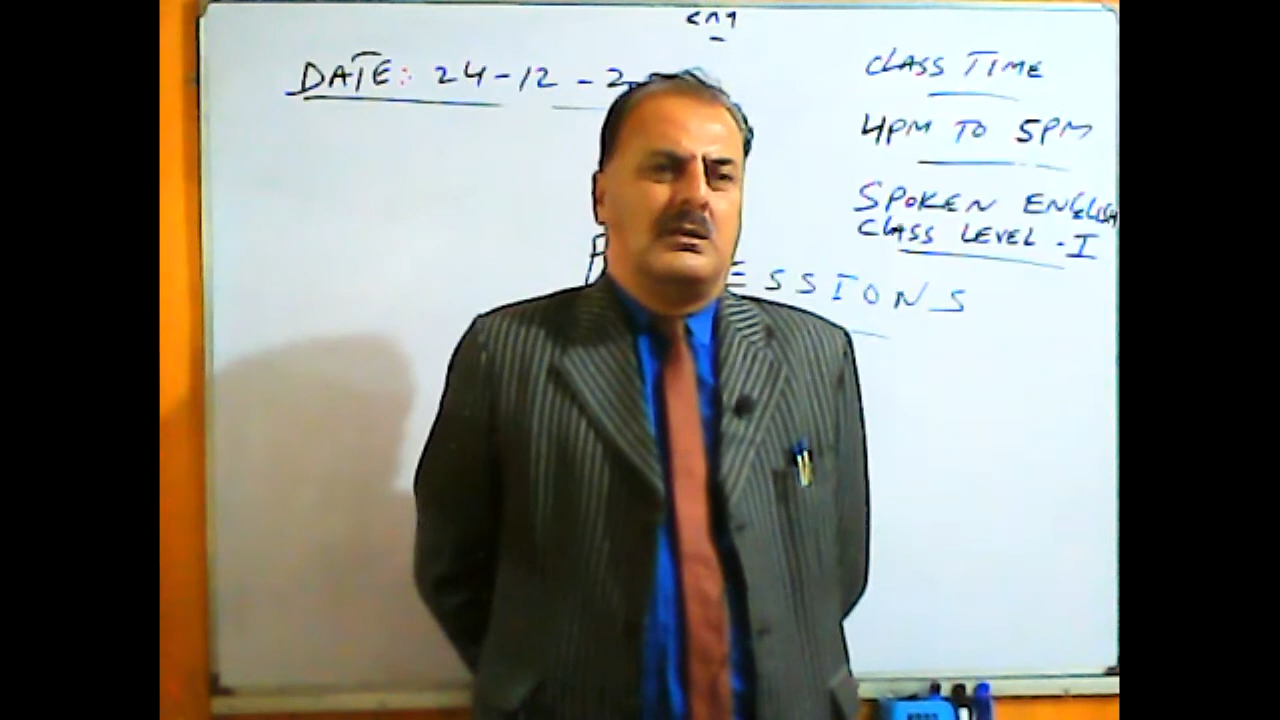 DATE: 24-12-2
CLASS TIME
4PM TO 5PM
SPOKEN ENGLISH
CLASS LEVEL-I
ESSIONS